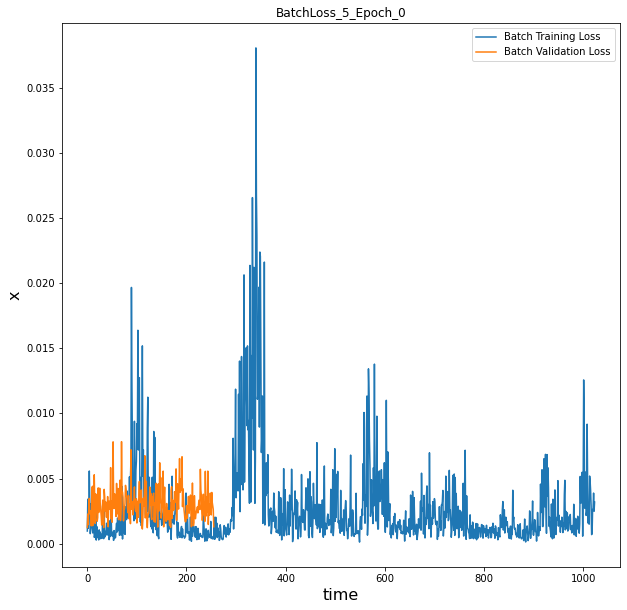 BatchLoss_5_Epoch_0
Batch Training Loss
Batch Validation Loss
0.035
0.030
0.025
0.020
0.015
0.010
0.005
0.000
x
0 200 400 600 800 1000
time